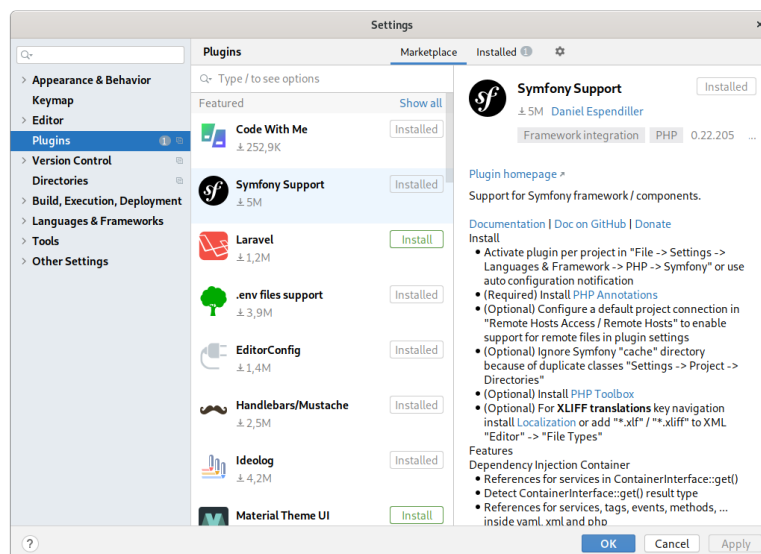 Settings
Appearance & Behavior
Keymap
Editor
Plugins 1
Version Control
Directories
Build, Execution, Deployment
Languages & Frameworks
Tools
Other Settings
?
Plugins
Marketplace
Installed 1
Type / to see options
Featured
Show all
Code With Me
252,9K
Installed
Symfony Support
5M
Installed
Laravel
1,2M
Install
.env files support
3,9M
Installed
EditorConfig
1,4M
Installed
Handlebars/Mustache
2,5M
Installed
Ideolog
4,2M
Installed
Material Theme UI
Install
sf
Symfony Support
Installed
5M Daniel Espendiller
Framework integration PHP 0.22.205 ...
Plugin homepage ↗
Support for Symfony framework / components.
Documentation | Doc on GitHub | Donate
Install
• Activate plugin per project in "File -> Settings ->
Languages & Framework -> PHP -> Symfony" or use
auto configuration notification
• (Required) Install PHP Annotations
• (Optional) Configure a default project connection in
"Remote Hosts Access / Remote Hosts" to enable
support for remote files in plugin settings
• (Optional) Ignore Symfony "cache" directory
because of duplicate classes "Settings -> Project ->
Directories"
• (Optional) Install PHP Toolbox
• (Optional) For XLIFF translations key navigation
install Localization or add "*.xlf" / "*.xliff" to XML
"Editor" -> "File Types"
Features
Dependency Injection Container
• References for services in ContainerInterface::get()
• Detect ContainerInterface::get() result type
• References for services, tags, events, methods, ...
inside yaml, xml and php
OK
Cancel
Apply